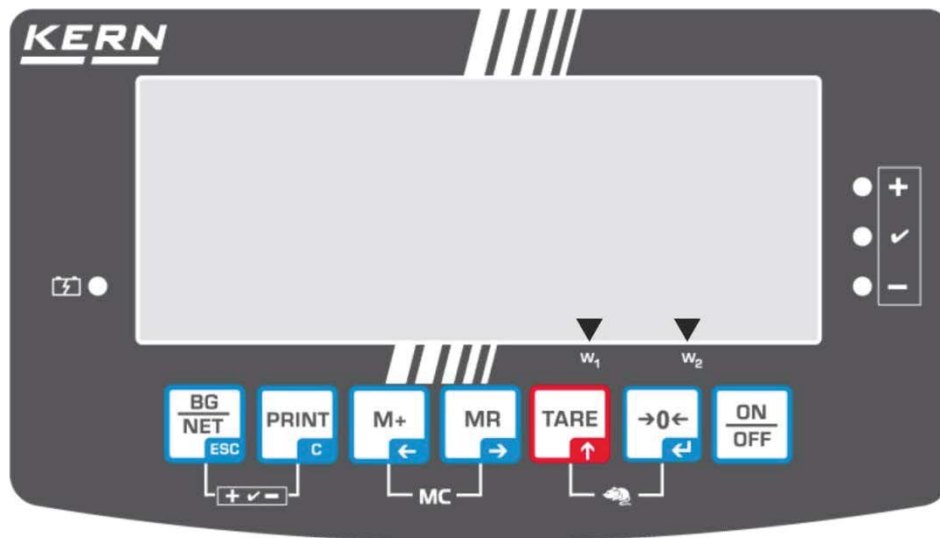 KERN
+
✓
−
W₁ W₂
BG
NET
ESC
PRINT
C
M+
←
MR
→
TARE
↑
→0←
↵
ON
OFF
+ ✓ −
MC